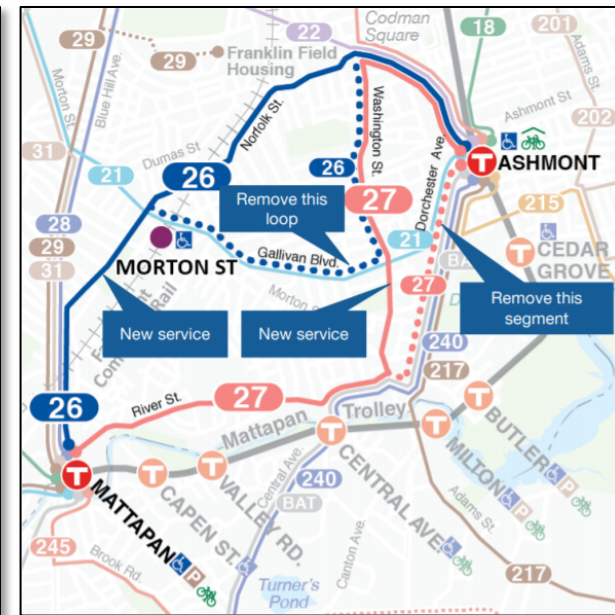 29
22
Codman
Square
18
201
Adams St.
29
Franklin Field
Housing
Blue Hill Ave.
Morton St.
Norfolk St.
Washington St.
Ashmont St
202
31
Dumas St
21
26
26
T ASHMONT
27
Dorchester Ave.
Remove this
loop
215
28
29
31
MORTON ST
Gallivan Blvd.
21
T
CEDAR
GROVE
BAT
27
Remove this
segment
New service
New service
240
217
26
River St.
27
Mattapan
Trolley
T
MATTAPAN
P
T
CAPEN ST.
T
VALLEY RD.
T
CENTRAL AVE.
P
T
MILTON
P
T
BUTLER
P
Central Ave.
240
BAT
Adams St.
245
Brook Rd.
Canton Ave.
Turner's
Pond
217